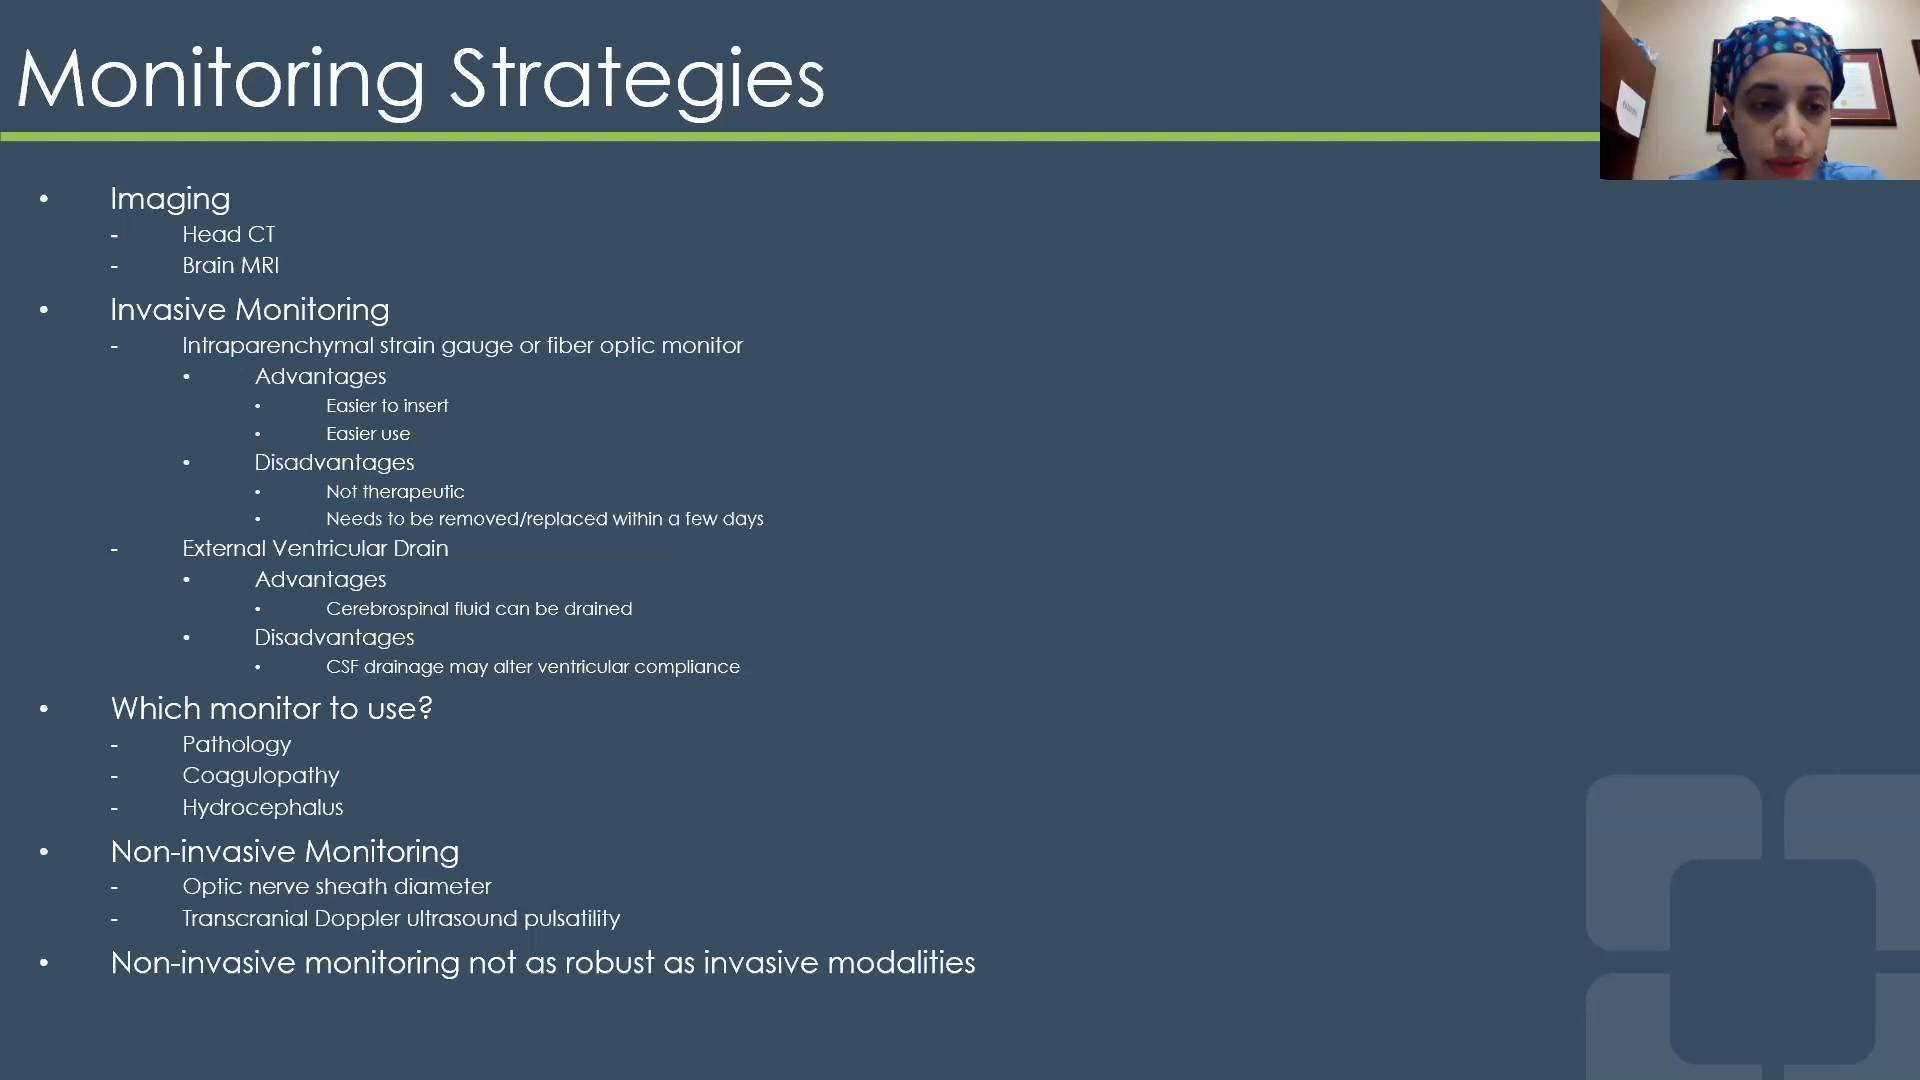 Monitoring Strategies
• Imaging
- Head CT
- Brain MRI
• Invasive Monitoring
- Intraparenchymal strain gauge or fiber optic monitor
• Advantages
• Easier to insert
• Easier use
• Disadvantages
• Not therapeutic
• Needs to be removed/replaced within a few days
- External Ventricular Drain
• Advantages
• Cerebrospinal fluid can be drained
• Disadvantages
• CSF drainage may alter ventricular compliance
• Which monitor to use?
- Pathology
- Coagulopathy
- Hydrocephalus
• Non-invasive Monitoring
- Optic nerve sheath diameter
- Transcranial Doppler ultrasound pulsatility
• Non-invasive monitoring not as robust as invasive modalities